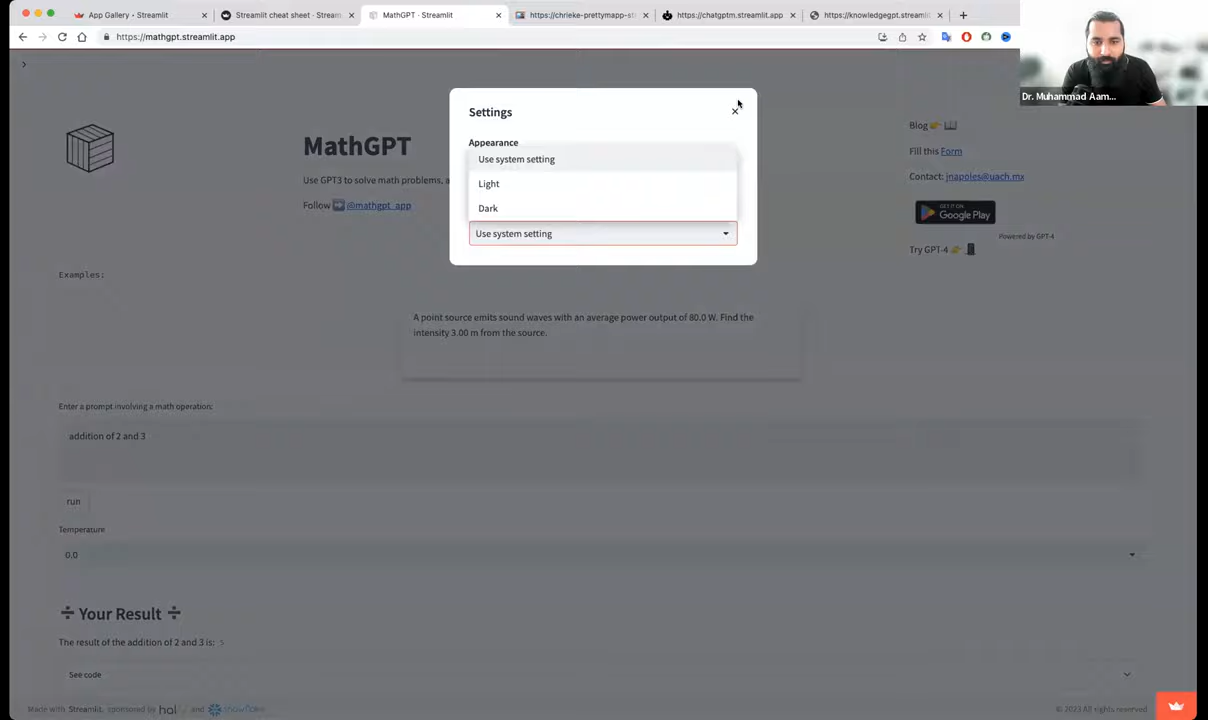 App Gallery • Streamlit
Streamlit cheat sheet · Stream
MathGPT · Streamlit
https://chrieke-prettymapp-st
https://chatgptm.streamlit.app
https://knowledgegpt.streamli
https://mathgpt.streamlit.app
Dr. Muhammad Aam...
Settings
Appearance
Use system setting
Light
Dark
Use system setting
MathGPT
Use GPT3 to solve math problems, a
Follow ➡️ @mathgpt_app
Blog 👉 📖
Fill this Form
Contact: jnapoles@uach.mx
GET IT ON
Google Play
Powered by GPT-4
Try GPT-4 👉 📱
Examples:
A point source emits sound waves with an average power output of 80.0 W. Find the
intensity 3.00 m from the source.
Enter a prompt involving a math operation:
addition of 2 and 3
run
Temperature
0.0
➗ Your Result ➗
The result of the addition of 2 and 3 is: 5
See code
Made with Streamlit, sponsored by and snowflake
© 2023 All rights reserved